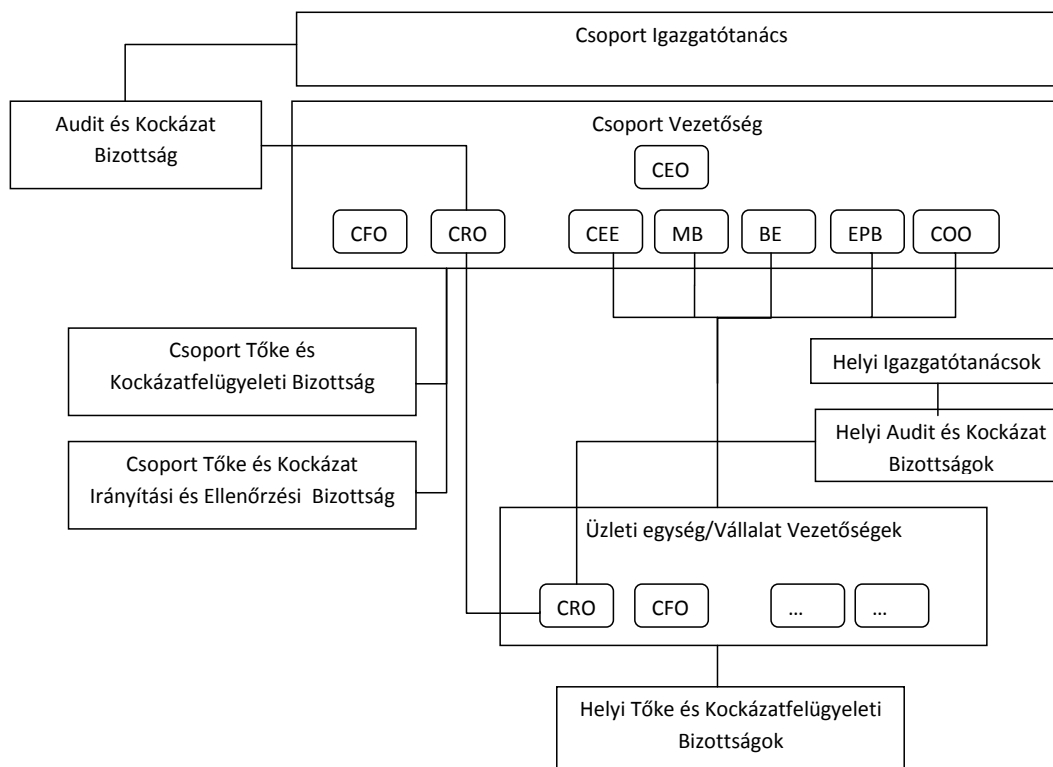 Csoport Igazgatótanács
Audit és Kockázat
Bizottság
Csoport Vezetőség
CEO
CFO
CRO
CEE
MB
BE
EPB
COO
Csoport Tőke és
Kockázatfelügyeleti Bizottság
Helyi Igazgatótanácsok
Helyi Audit és Kockázat
Bizottságok
Csoport Tőke és Kockázat
Irányítási és Ellenőrzési Bizottság
Üzleti egység/Vállalat Vezetőségek
CRO
CFO
...
...
Helyi Tőke és Kockázatfelügyeleti
Bizottságok